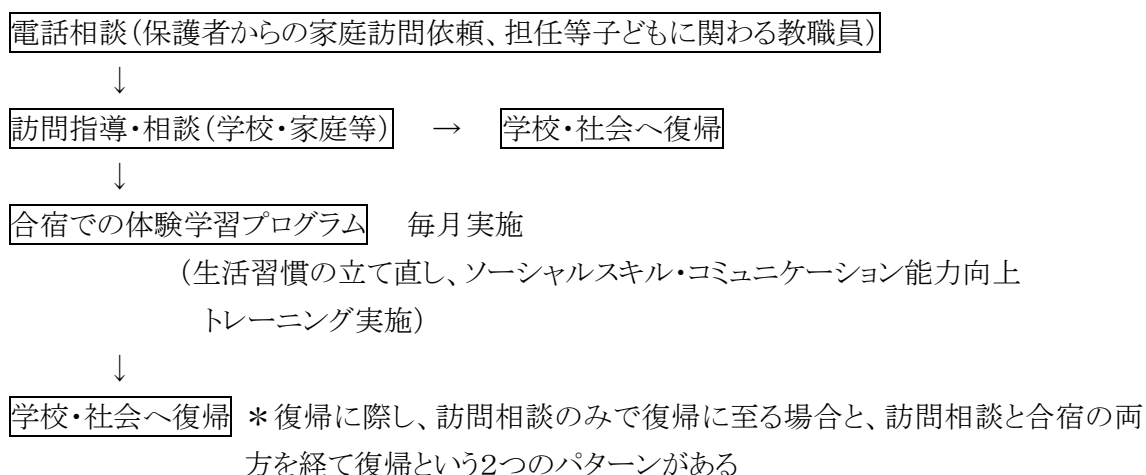 電話相談(保護者からの家庭訪問依頼、担任等子どもに関わる教職員)
↓
訪問指導・相談(学校・家庭等) → 学校・社会へ復帰
↓
合宿での体験学習プログラム 毎月実施
(生活習慣の立て直し、ソーシャルスキル・コミュニケーション能力向上
トレーニング実施)
↓
学校・社会へ復帰 *復帰に際し、訪問相談のみで復帰に至る場合と、訪問相談と合宿の両
方を経て復帰という2つのパターンがある